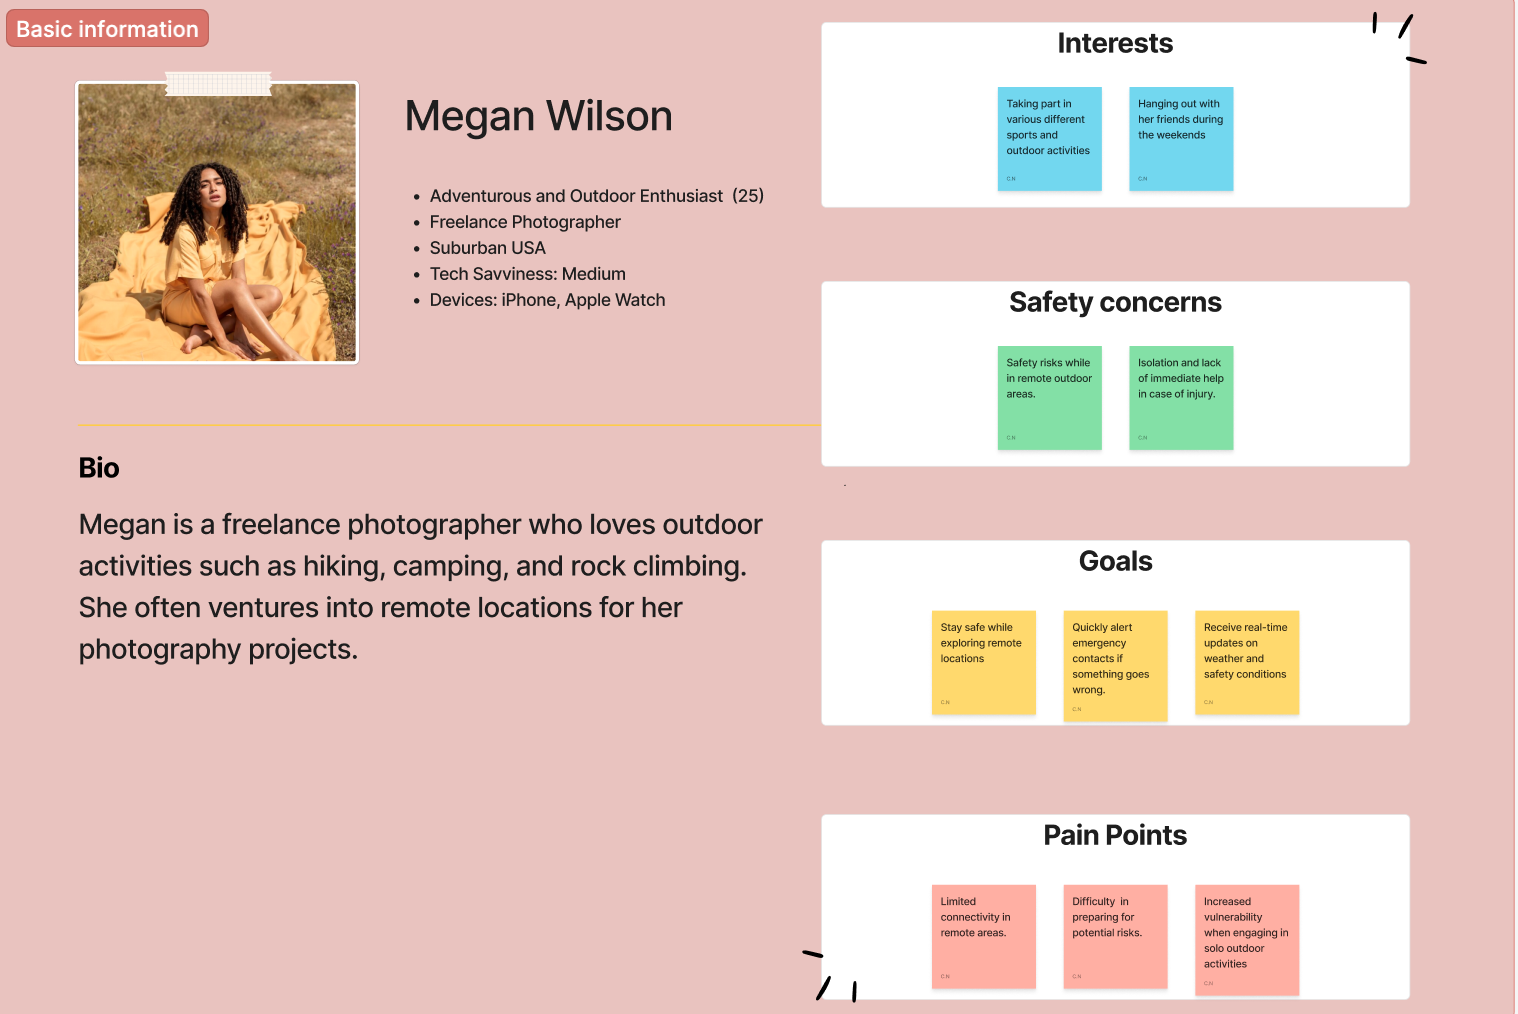 Basic information
Megan Wilson
Adventurous and Outdoor Enthusiast (25)
Freelance Photographer
Suburban USA
Tech Savviness: Medium
Devices: iPhone, Apple Watch
Bio
Megan is a freelance photographer who loves outdoor
activities such as hiking, camping, and rock climbing.
She often ventures into remote locations for her
photography projects.
Interests
Taking part in
various different
sports and
outdoor activities
C.N
Hanging out with
her friends during
the weekends
C.N
Safety concerns
Safety risks while
in remote outdoor
areas.
C.N
Isolation and lack
of immediate help
in case of injury.
C.N
Goals
Stay safe while
exploring remote
locations
C.N
Quickly alert
emergency
contacts if
something goes
wrong.
C.N
Receive real-time
updates on
weather and
safety conditions
C.N
Pain Points
Limited
connectivity in
remote areas.
C.N
Difficulty in
preparing for
potential risks.
C.N
Increased
vulnerability
when engaging in
solo outdoor
activities
C.N